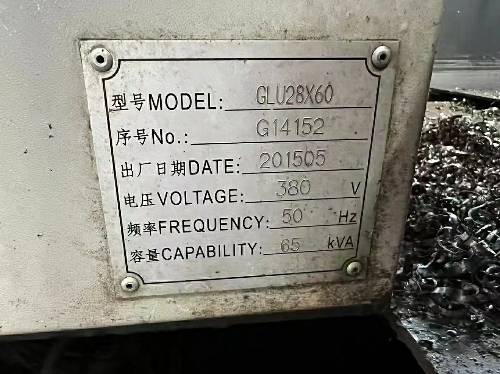 型号MODEL: GLU28X60
序号No.: G14152
出厂日期DATE: 201505
电压VOLTAGE: 380 V
频率FREQUENCY: 50 Hz
容量CAPABILITY: 65 kVA